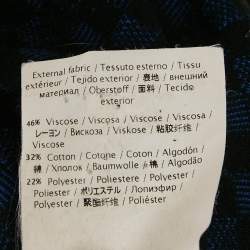 External fabric / Tessuto esterno / Tissu
extérieur / Tejido exterior / 表地 / внешний
материал / Oberstoff / 面料 / Tecido
exterior
46% Viscose / Viscosa / Viscose / Viscosa /
レーヨン / Вискоза / Viskose / 粘胶纤维
Viscose
32% Cotton / Cotone / Coton / Algodón /
綿 / Хлопок / Baumwolle / 棉 / Algodão
22% Polyester / Poliestere / Polyester /
Poliéster / ポリエステル / Полиэфир /
Polyester / 聚酯纤维 / Poliéster